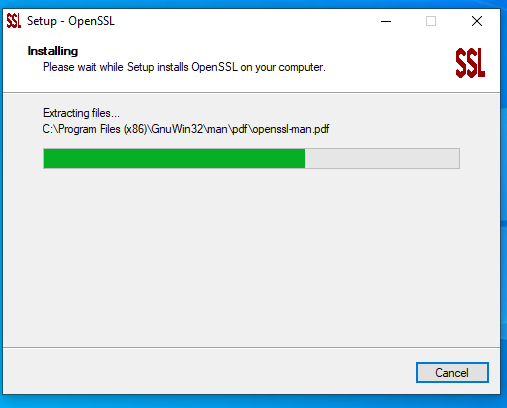 SSL Setup - OpenSSL
Installing
Please wait while Setup installs OpenSSL on your computer.
SSL
Extracting files...
C:\Program Files (x86)\GnuWin32\man\pdf\openssl-man.pdf
Cancel